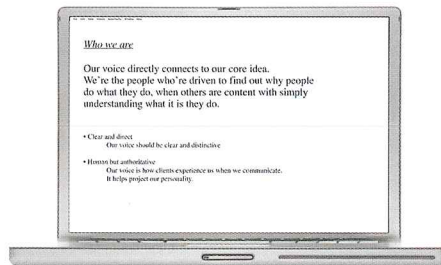 Who we are
Our voice directly connects to our core idea.
We're the people who're driven to find out why people
do what they do, when others are content with simply
understanding what it is they do.
• Clear and direct
Our voice should be clear and distinctive
• Human but authoritative
Our voice is how clients experience us when we communicate.
It helps project our personality.